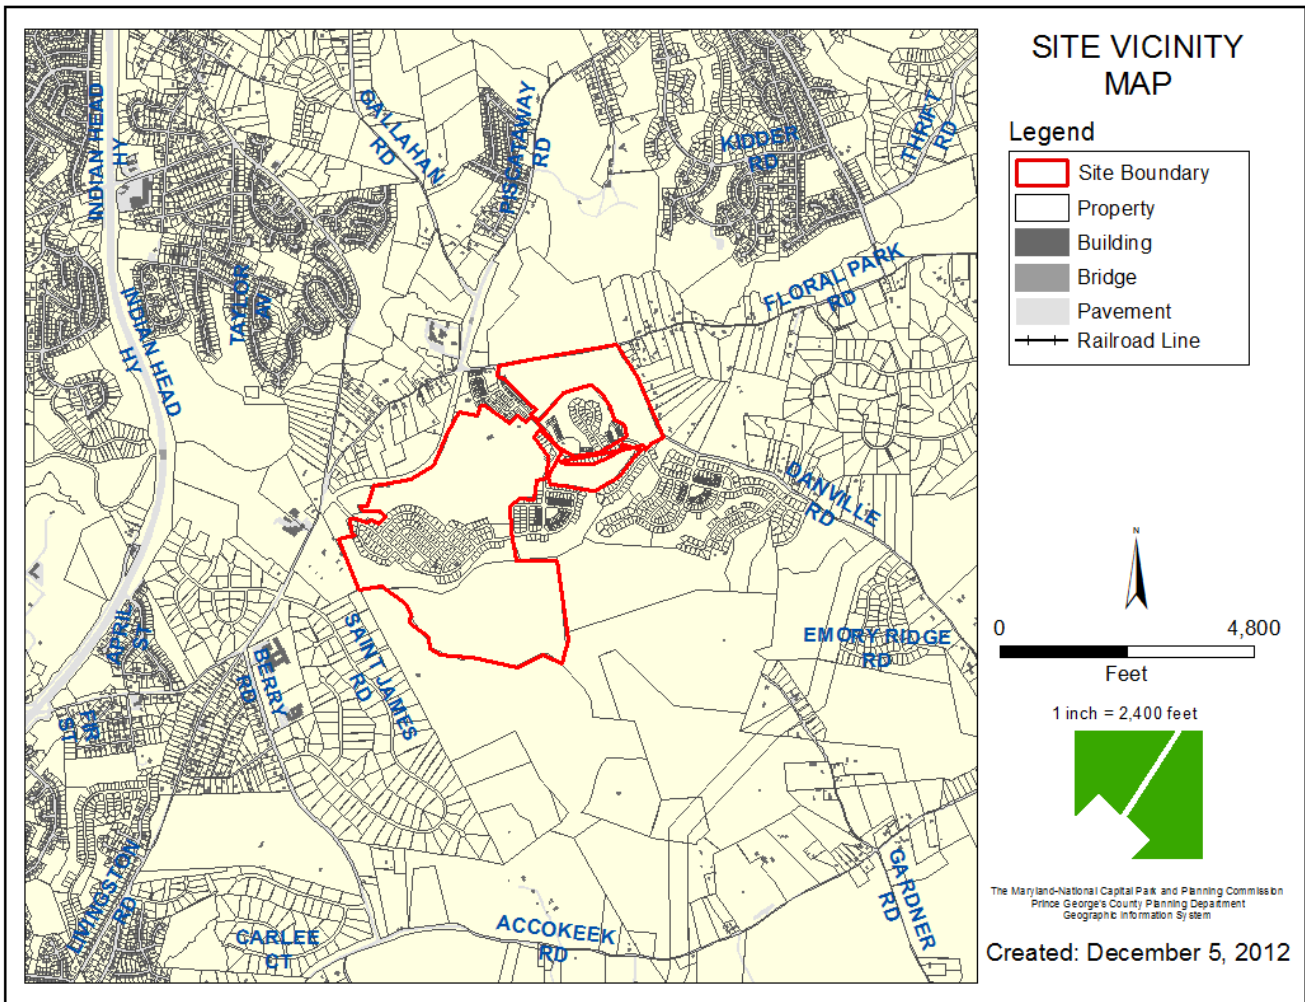 SITE VICINITY
MAP
Legend
Site Boundary
Property
Building
Bridge
Pavement
Railroad Line
INDIAN HEAD
HY
GALLAHAN
RD
PISCATAWAY
RD
KIDDER
RD
THRIFT
RD
TAYLOR
AV
INDIAN HEAD
HY
FLORAL PARK
RD
DANVILLE
RD
APRIL
ST
SAINT JAMES
RD
BERRY
RD
EMORY RIDGE
RD
FIR
ST
LIVINGSTON
RD
CARLEE
CT
ACCOKEEK
RD
GARDNER
RD
N
0 4,800
Feet
1 inch = 2,400 feet
The Maryland-National Capital Park and Planning Commission
Prince George's County Planning Department
Geographic Information System
Created: December 5, 2012